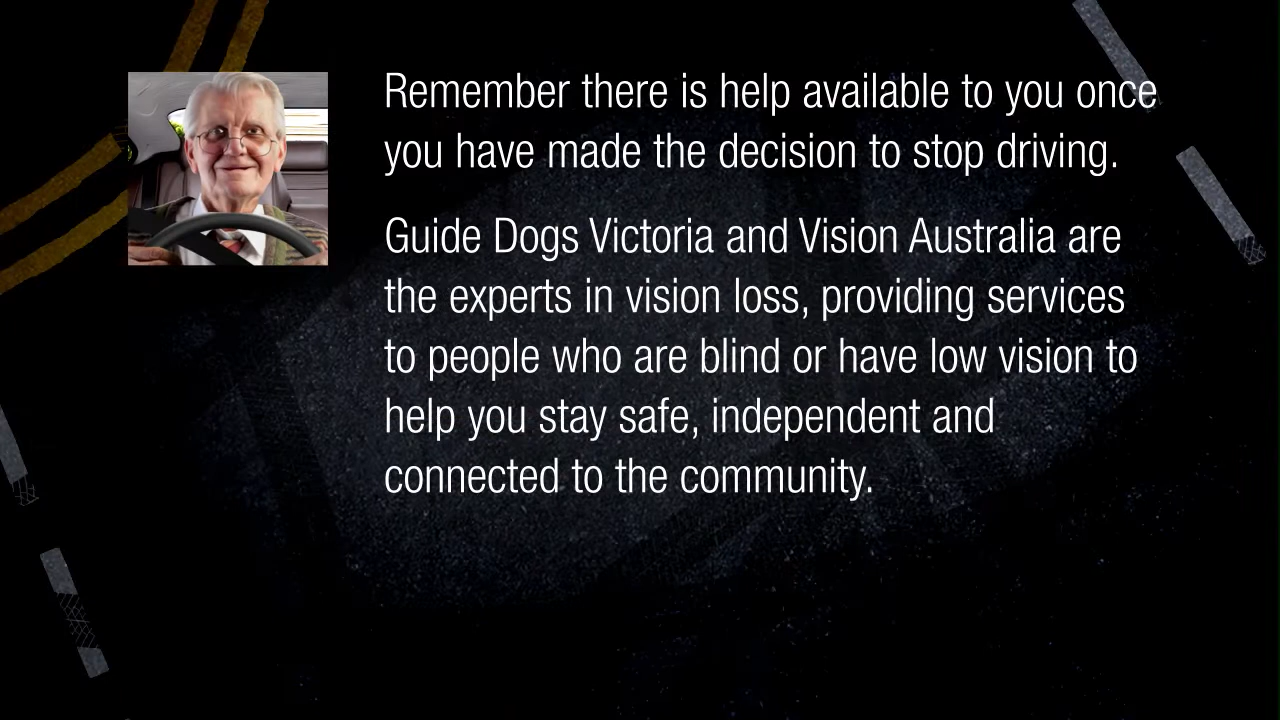 Remember there is help available to you once
you have made the decision to stop driving.
Guide Dogs Victoria and Vision Australia are
the experts in vision loss, providing services
to people who are blind or have low vision to
help you stay safe, independent and
connected to the community.